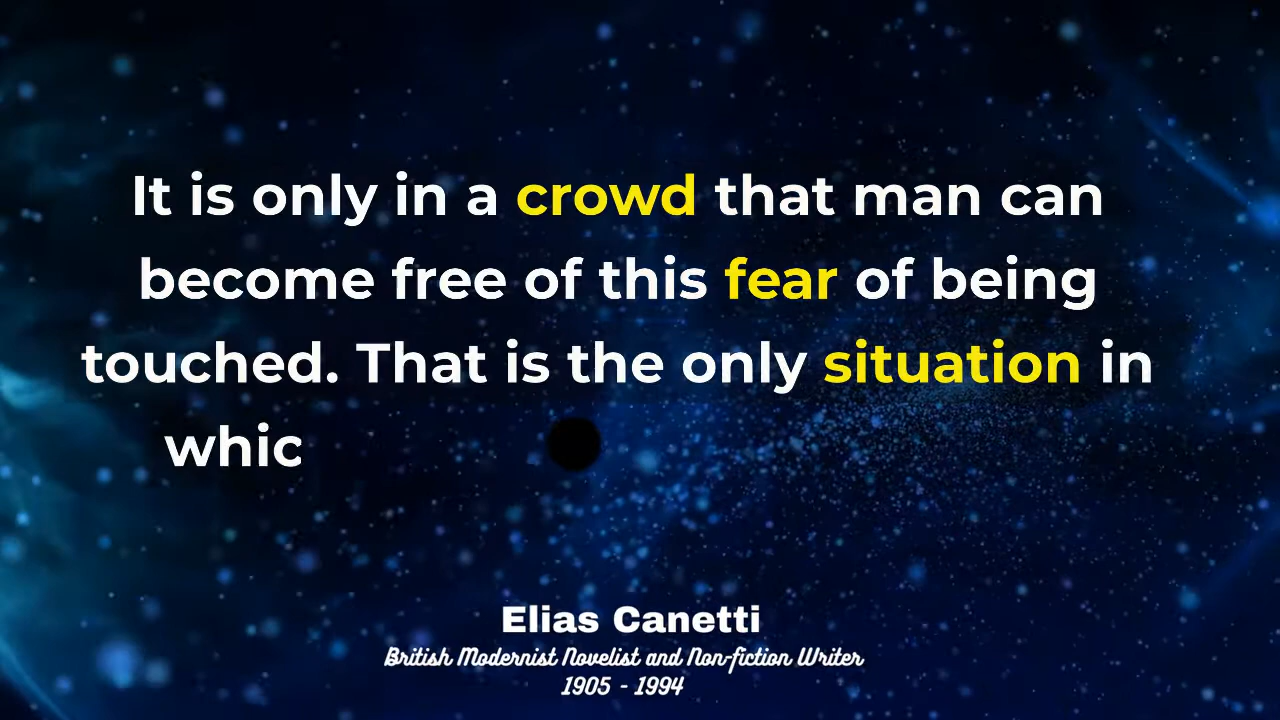 It is only in a crowd that man can
become free of this fear of being
touched. That is the only situation in
whic
Elias Canetti
British Modernist Novelist and Non-fiction Writer
1905 - 1994